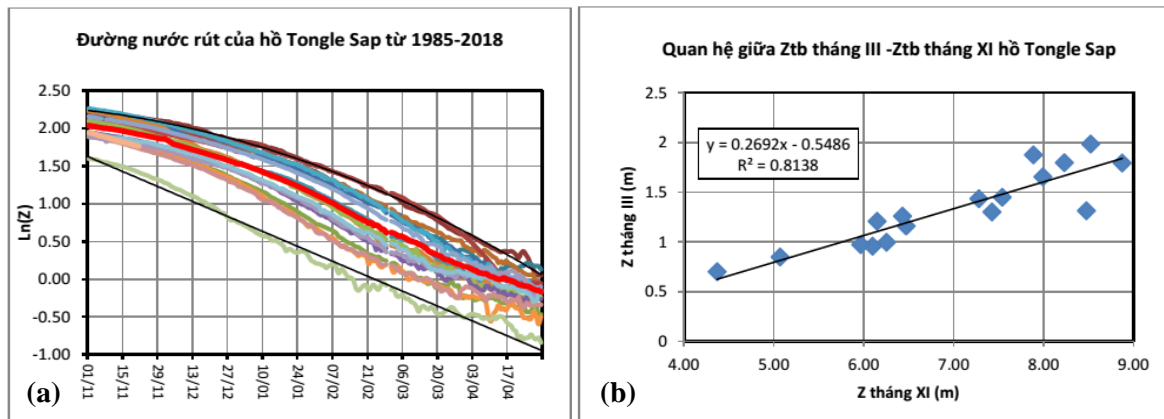 Đường nước rút của hồ Tongle Sap từ 1985-2018
Ln(Z)
2.50
2.00
1.50
1.00
0.50
0.00
-0.50
-1.00
01/11
15/11
29/11
13/12
27/12
10/01
24/01
07/02
21/02
06/03
20/03
03/04
17/04
(a)
Quan hệ giữa Ztb tháng III -Ztb tháng XI hồ Tongle Sap
Z tháng III (m)
2.5
2
1.5
1
0.5
0
y = 0.2692x - 0.5486
R² = 0.8138
4.00 5.00 6.00 7.00 8.00 9.00
Z tháng XI (m)
(b)